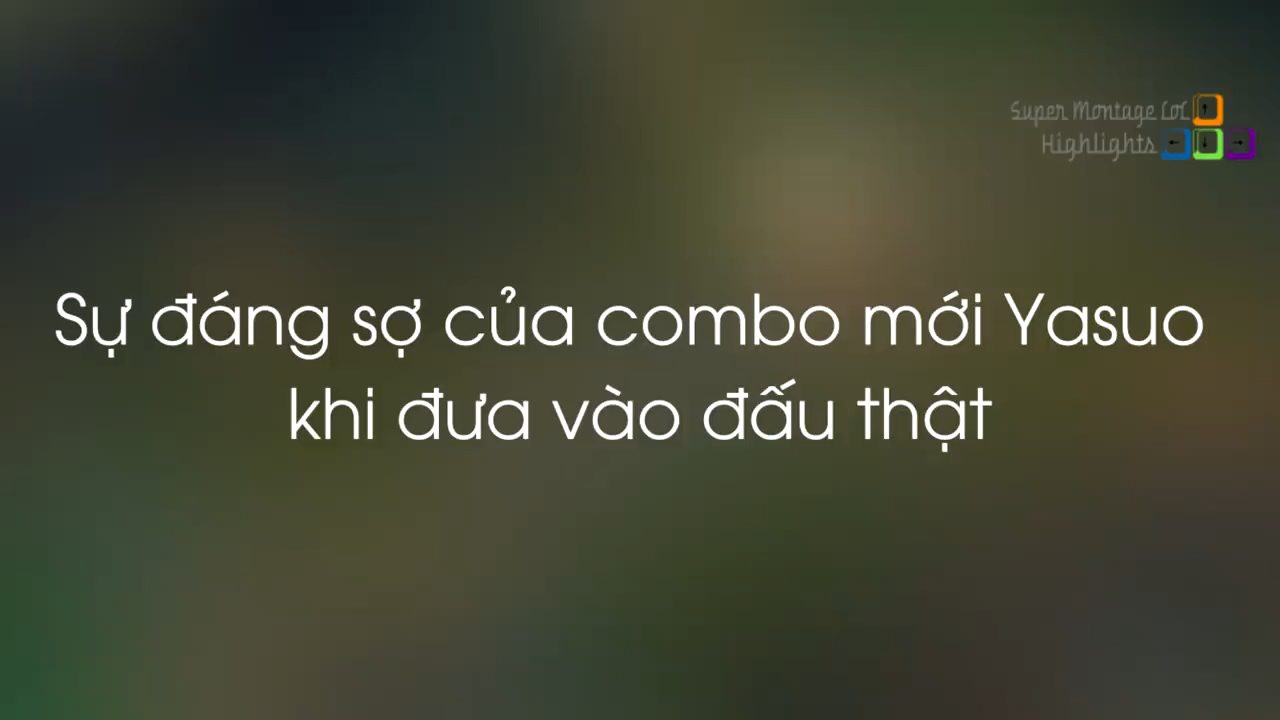 Super Montage LoL
Highlights
Sự đáng sợ của combo mới Yasuo
khi đưa vào đấu thật